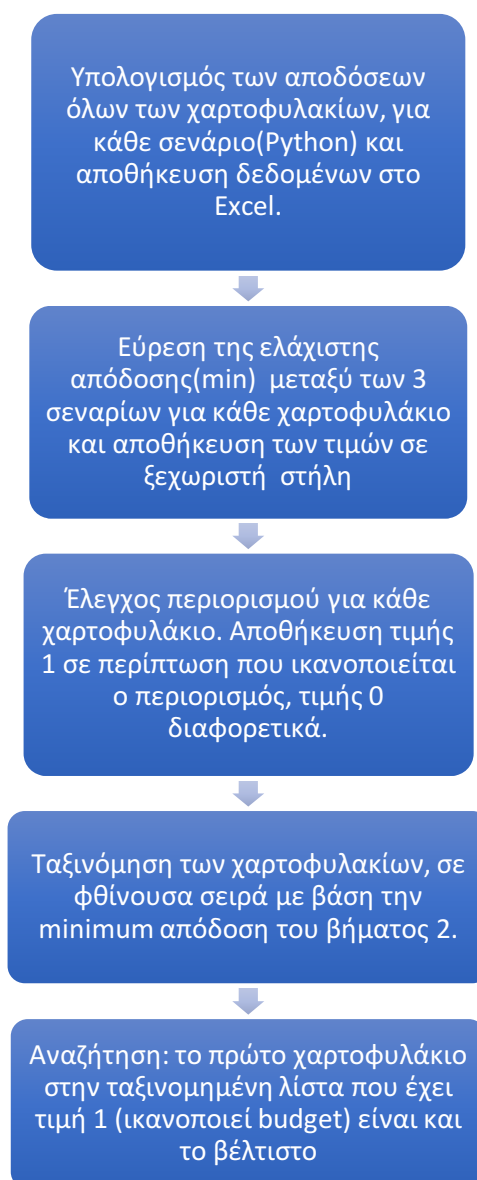 Υπολογισμός των αποδόσεων
όλων των χαρτοφυλακίων, για
κάθε σενάριο(Python) και
αποθήκευση δεδομένων στο
Excel.
Εύρεση της ελάχιστης
απόδοσης(min) μεταξύ των 3
σεναρίων για κάθε χαρτοφυλάκιο
και αποθήκευση των τιμών σε
ξεχωριστή στήλη
Έλεγχος περιορισμού για κάθε
χαρτοφυλάκιο. Αποθήκευση τιμής
1 σε περίπτωση που ικανοποιείται
ο περιορισμός, τιμής 0
διαφορετικά.
Ταξινόμηση των χαρτοφυλακίων, σε
φθίνουσα σειρά με βάση την
minimum απόδοση του βήματος 2.
Αναζήτηση: το πρώτο χαρτοφυλάκιο
στην ταξινομημένη λίστα που έχει
τιμή 1 (ικανοποιεί budget) είναι και
το βέλτιστο